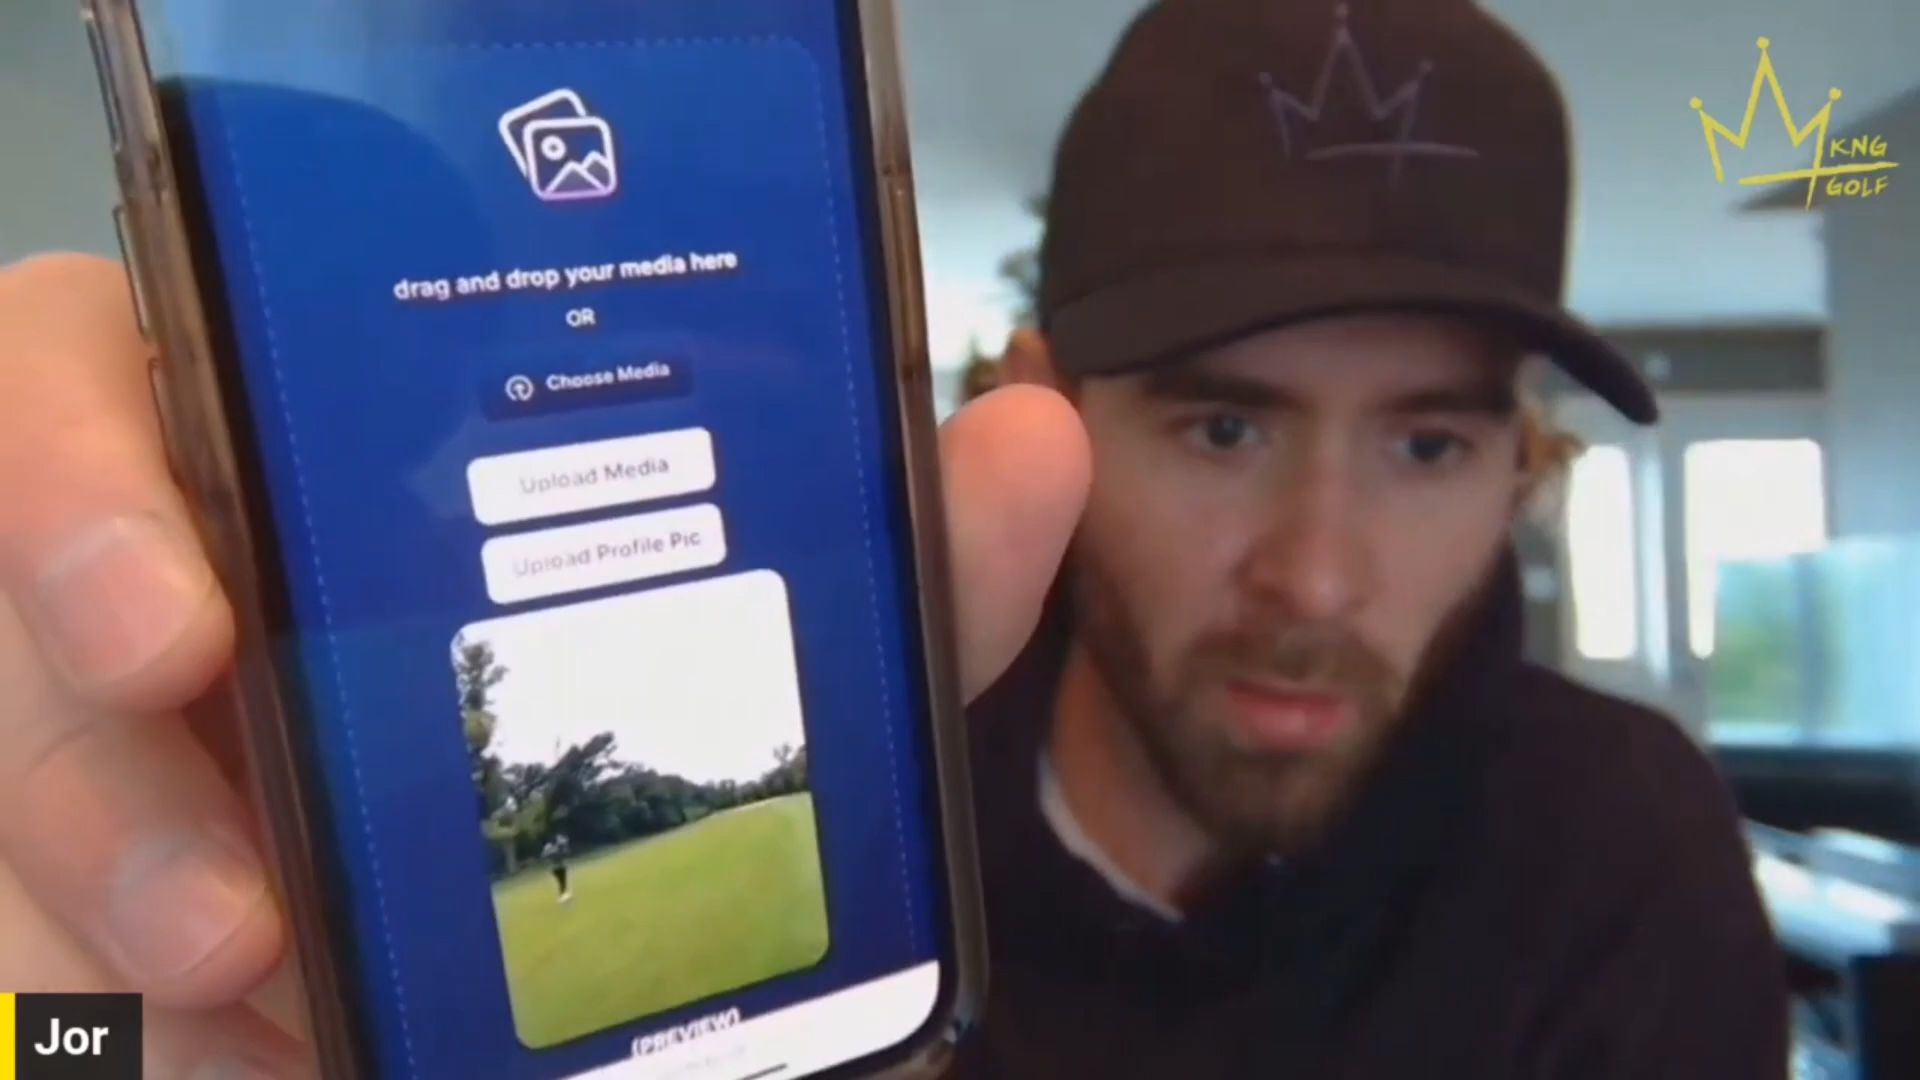 drag and drop your media here
OR
Choose Media
Upload Media
Upload Profile Pic
(PREVIEW)
KNG
GOLF
Jor